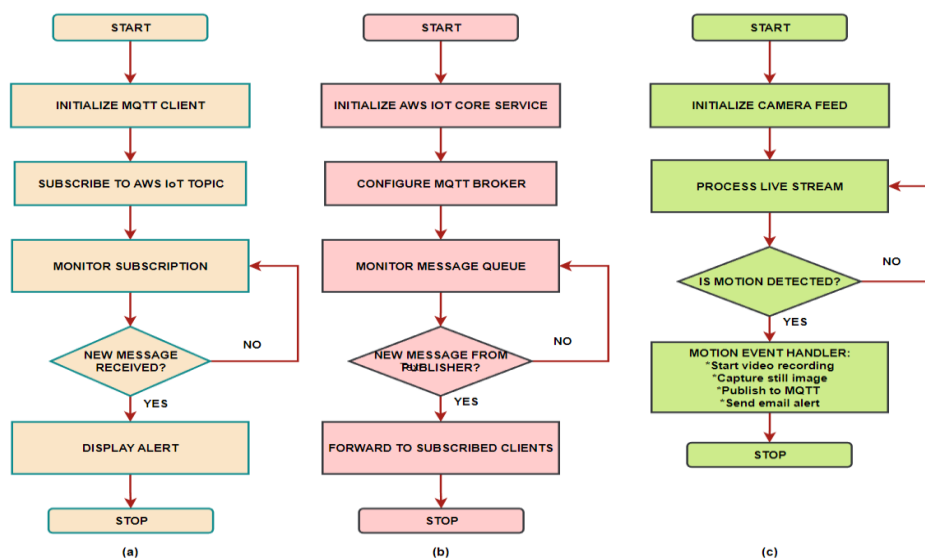 START
INITIALIZE MQTT CLIENT
SUBSCRIBE TO AWS IoT TOPIC
MONITOR SUBSCRIPTION
NEW MESSAGE
RECEIVED?
NO
YES
DISPLAY ALERT
STOP
(a)
START
INITIALIZE AWS IOT CORE SERVICE
CONFIGURE MQTT BROKER
MONITOR MESSAGE QUEUE
NEW MESSAGE FROM
PUBLISHER?
NO
YES
FORWARD TO SUBSCRIBED CLIENTS
STOP
(b)
START
INITIALIZE CAMERA FEED
PROCESS LIVE STREAM
IS MOTION DETECTED?
NO
YES
MOTION EVENT HANDLER:
*Start video recording
*Capture still image
*Publish to MQTT
*Send email alert
STOP
(c)